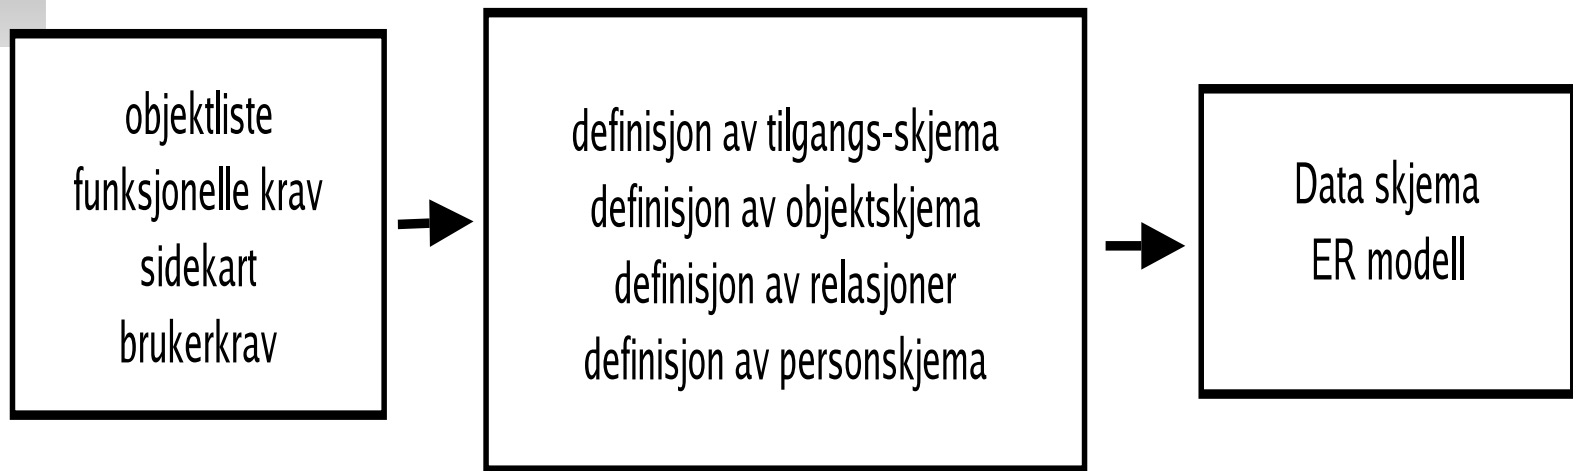 objektliste
funksjonelle krav
sidekart
brukerkrav
definisjon av tilgangs-skjema
definisjon av objektskjema
definisjon av relasjoner
definisjon av personskjema
Data skjema
ER modell